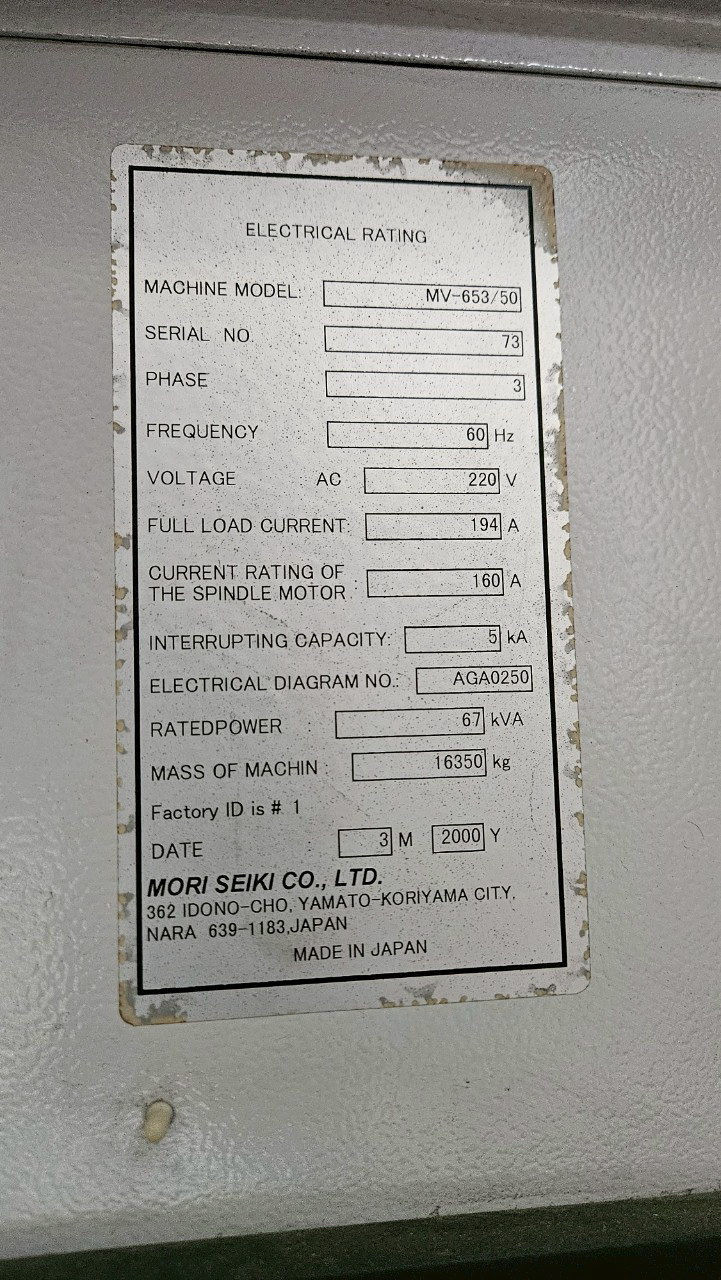 ELECTRICAL RATING
MACHINE MODEL: MV-653/50
SERIAL NO. 73
PHASE 3
FREQUENCY 60 Hz
VOLTAGE AC 220 V
FULL LOAD CURRENT: 194 A
CURRENT RATING OF
THE SPINDLE MOTOR : 160 A
INTERRUPTING CAPACITY: 5 kA
ELECTRICAL DIAGRAM NO.: AGA0250
RATEDPOWER : 67 kVA
MASS OF MACHIN : 16350 kg
Factory ID is # 1
DATE : 3 M 2000 Y
MORI SEIKI CO., LTD.
362 IDONO-CHO, YAMATO-KORIYAMA CITY,
NARA 639-1183,JAPAN
MADE IN JAPAN